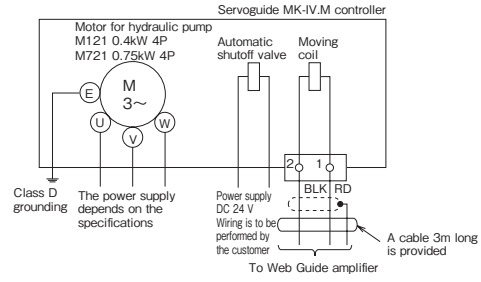 Servoguide MK-IV.M controller
Motor for hydraulic pump
M121 0.4kW 4P
M721 0.75kW 4P
Automatic
shutoff valve
Moving
coil
M
3~
E
U
V
W
2
1
BLK RD
Class D
grounding
The power supply
depends on the
specifications
Power supply
DC 24 V
Wiring is to be
performed by
the customer
A cable 3m long
is provided
To Web Guide amplifier